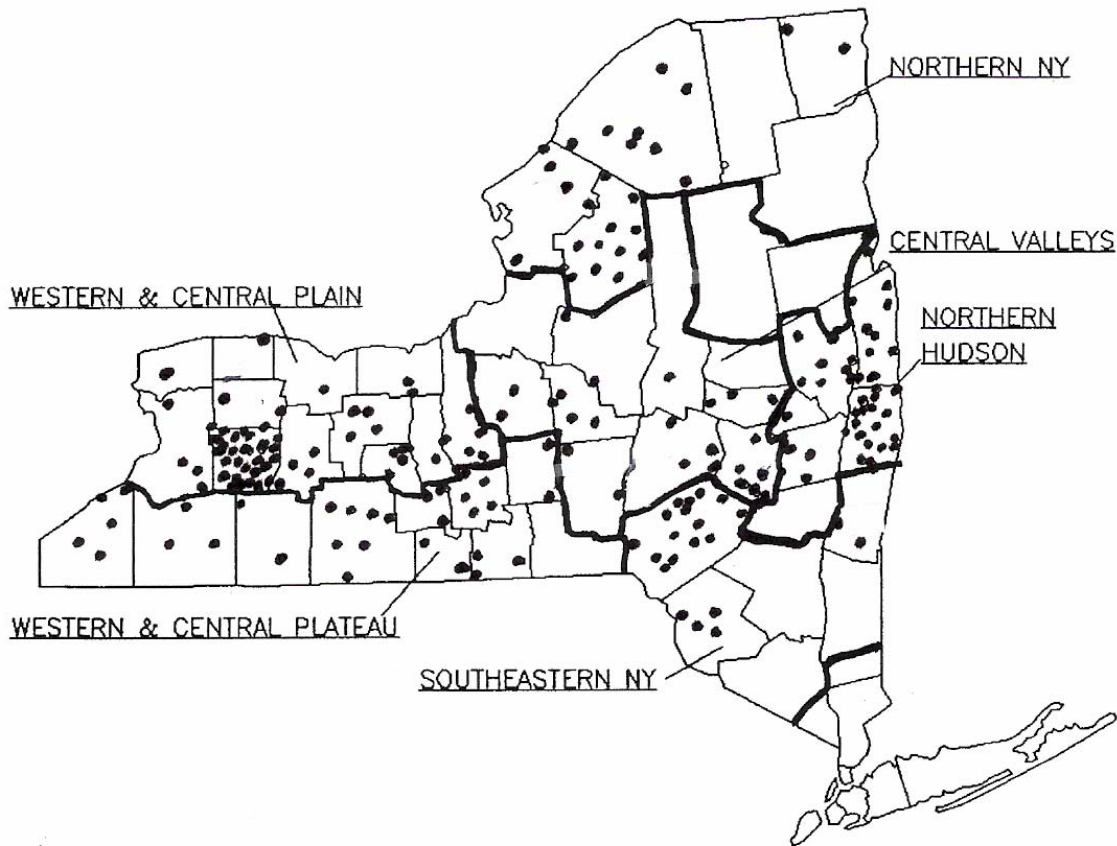 NORTHERN NY
CENTRAL VALLEYS
WESTERN & CENTRAL PLAIN
NORTHERN
HUDSON
WESTERN & CENTRAL PLATEAU
SOUTHEASTERN NY